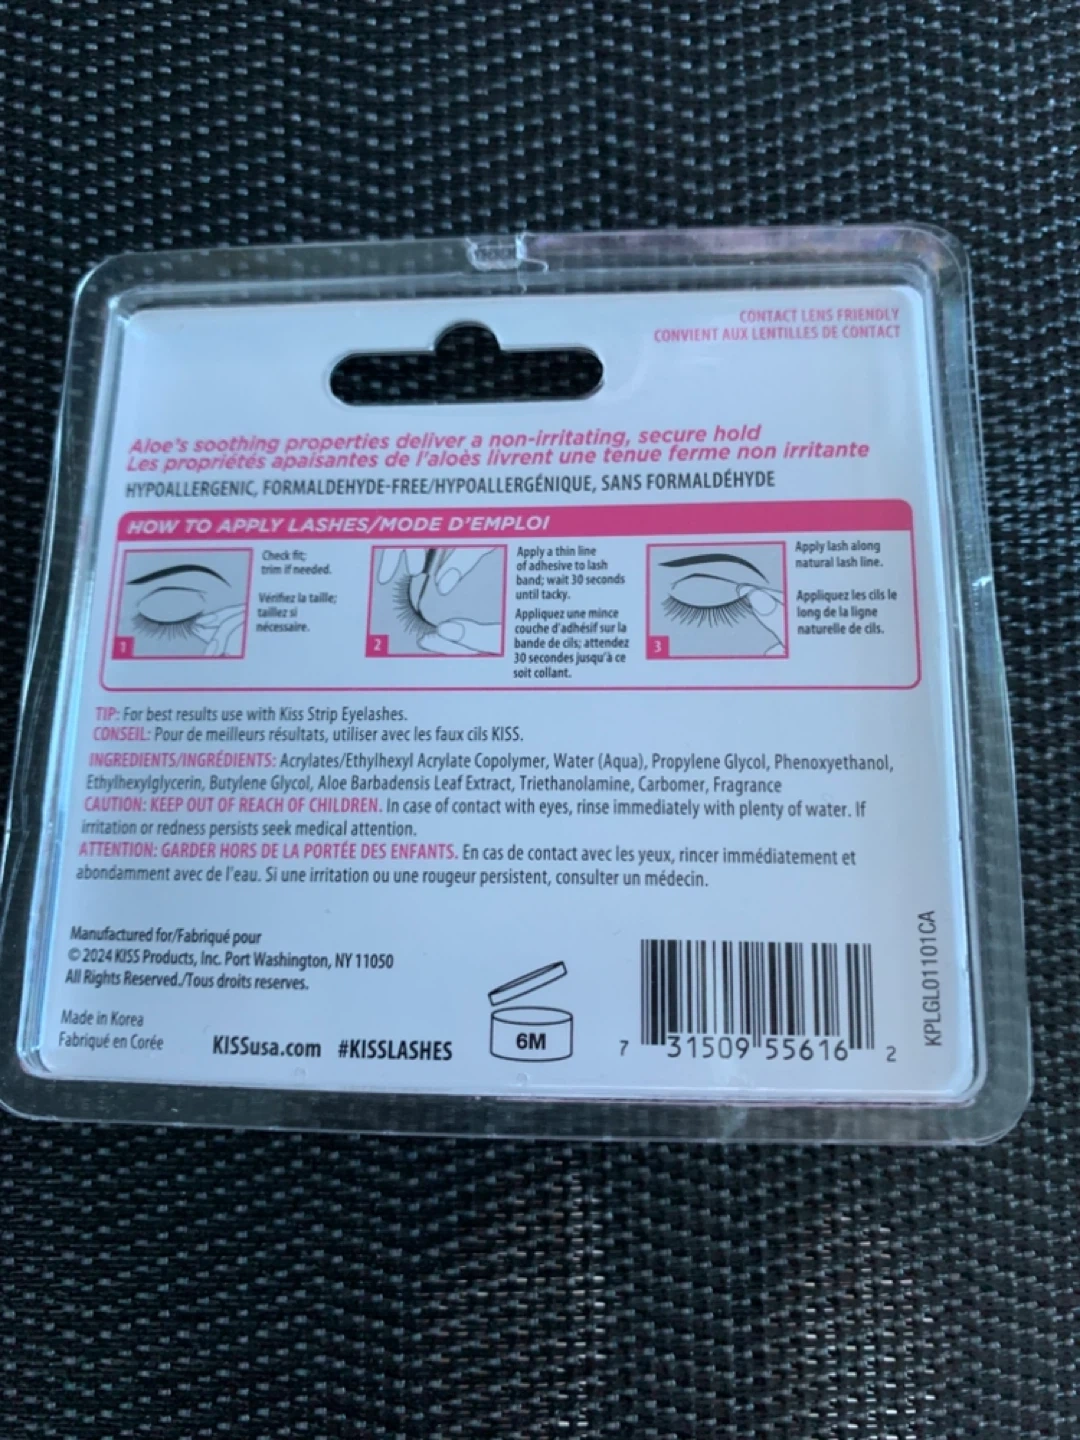 CONTACT LENS FRIENDLY
CONVIENT AUX LENTILLES DE CONTACT
Aloe's soothing properties deliver a non-irritating, secure hold
Les propriétés apaisantes de l'aloès livrent une tenue ferme non irritante
HYPOALLERGENIC, FORMALDEHYDE-FREE/HYPOALLERGÉNIQUE, SANS FORMALDÉHYDE
HOW TO APPLY LASHES/MODE D'EMPLOI
1
Check fit;
trim if needed.
Vérifiez la taille;
taillez si
nécessaire.
2
Apply a thin line
of adhesive to lash
band; wait 30 seconds
until tacky.
Appliquez une mince
couche d'adhésif sur la
bande de cils; attendez
30 secondes jusqu'à ce
soit collant.
3
Apply lash along
natural lash line.
Appliquez les cils le
long de la ligne
naturelle de cils.
TIP: For best results use with Kiss Strip Eyelashes.
CONSEIL: Pour de meilleurs résultats, utiliser avec les faux cils KISS.
INGREDIENTS/INGRÉDIENTS: Acrylates/Ethylhexyl Acrylate Copolymer, Water (Aqua), Propylene Glycol, Phenoxyethanol,
Ethylhexylglycerin, Butylene Glycol, Aloe Barbadensis Leaf Extract, Triethanolamine, Carbomer, Fragrance
CAUTION: KEEP OUT OF REACH OF CHILDREN. In case of contact with eyes, rinse immediately with plenty of water. If
irritation or redness persists seek medical attention.
ATTENTION: GARDER HORS DE LA PORTÉE DES ENFANTS. En cas de contact avec les yeux, rincer immédiatement et
abondamment avec de l'eau. Si une irritation ou une rougeur persistent, consulter un médecin.
Manufactured for/Fabriqué pour
© 2024 KISS Products, Inc. Port Washington, NY 11050
All Rights Reserved./Tous droits reserves.
Made in Korea
Fabriqué en Corée
KISSusa.com #KISSLASHES
6M
7 31509 55616 2
KPLGL01101CA